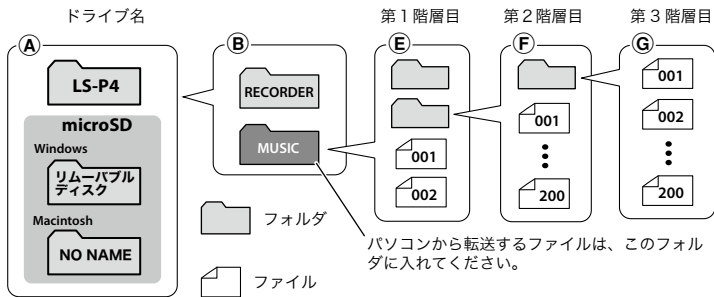 ドライブ名
第1階層目
第2階層目
第3階層目
A
LS-P4
microSD
Windows
リムーバブル
ディスク
Macintosh
NO NAME
B
RECORDER
MUSIC
フォルダ
ファイル
E
001
002
F
001
200
G
001
002
200
パソコンから転送するファイルは、このフォル
ダに入れてください。